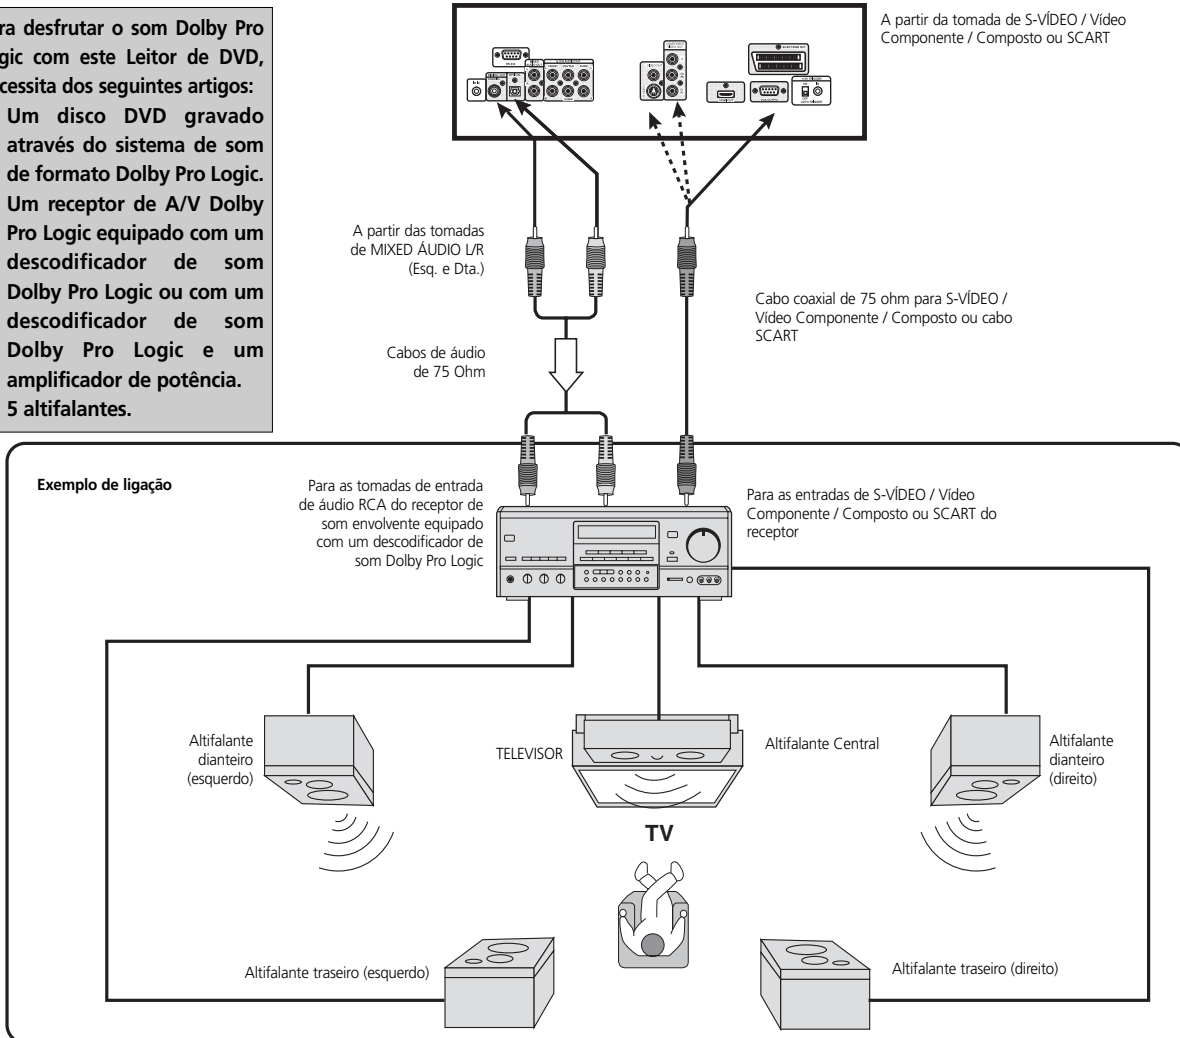 ra desfrutar o som Dolby Pro
gic com este Leitor de DVD,
cessita dos seguintes artigos:
Um disco DVD gravado
através do sistema de som
de formato Dolby Pro Logic.
Um receptor de A/V Dolby
Pro Logic equipado com um
descodificador de som
Dolby Pro Logic ou com um
descodificador de som
Dolby Pro Logic e um
amplificador de potência.
5 altifalantes.
A partir da tomada de S-VÍDEO / Vídeo
Componente / Composto ou SCART
A partir das tomadas
de MIXED ÁUDIO L/R
(Esq. e Dta.)
Cabo coaxial de 75 ohm para S-VÍDEO /
Vídeo Componente / Composto ou cabo
SCART
Cabos de áudio
de 75 Ohm
Exemplo de ligação
Para as tomadas de entrada
de áudio RCA do receptor de
som envolvente equipado
com um descodificador de
som Dolby Pro Logic
Para as entradas de S-VÍDEO / Vídeo
Componente / Composto ou SCART do
receptor
Altifalante
dianteiro
(esquerdo)
TELEVISOR
Altifalante Central
Altifalante
dianteiro
(direito)
TV
Altifalante traseiro (esquerdo)
Altifalante traseiro (direito)